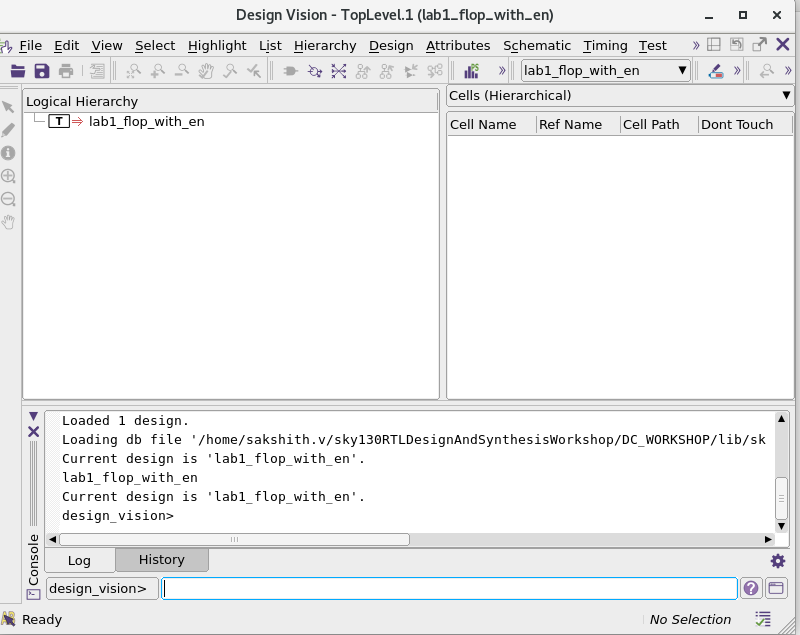 Design Vision - TopLevel.1 (lab1_flop_with_en)
File Edit View Select Highlight List Hierarchy Design Attributes Schematic Timing Test »
» lab1_flop_with_en » »
Logical Hierarchy
T lab1_flop_with_en
Cells (Hierarchical)
Cell Name Ref Name Cell Path Dont Touch
Loaded 1 design.
Loading db file '/home/sakshith.v/sky130RTLDesignAndSynthesisWorkshop/DC_WORKSHOP/lib/sk
Current design is 'lab1_flop_with_en'.
lab1_flop_with_en
Current design is 'lab1_flop_with_en'.
design_vision>
Console
Log History
design_vision>
Ready No Selection